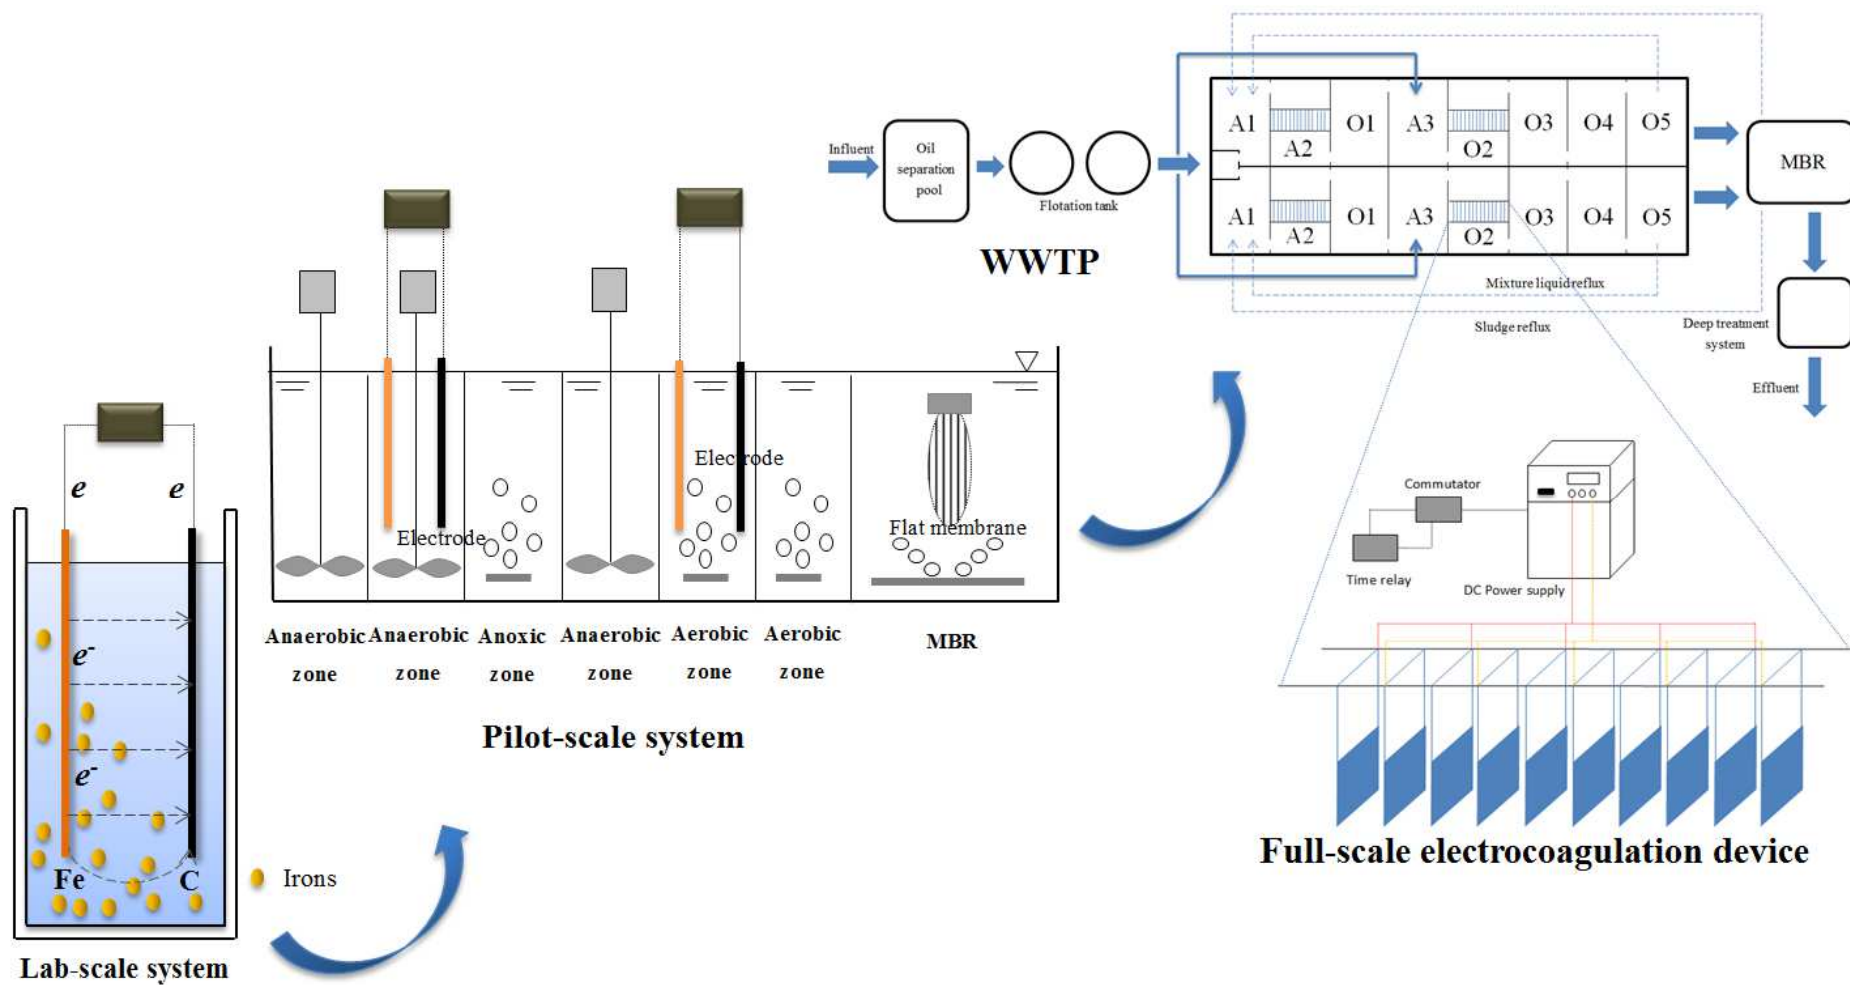 e e
e-
e-
Fe C
Irons
Lab-scale system
Electrode
Electrode
Flat membrane
Anaerobic zone
Anaerobic zone
Anoxic zone
Anaerobic zone
Aerobic zone
Aerobic zone
MBR
Pilot-scale system
Influent
Oil
separation
pool
Flotation tank
WWTP
A1 A2 O1 A3 O2 O3 O4 O5
A1 A2 O1 A3 O2 O3 O4 O5
MBR
Mixture liquid reflux
Sludge reflux
Deep treatment
system
Effluent
Commutator
Time relay
DC Power supply
Full-scale electrocoagulation device